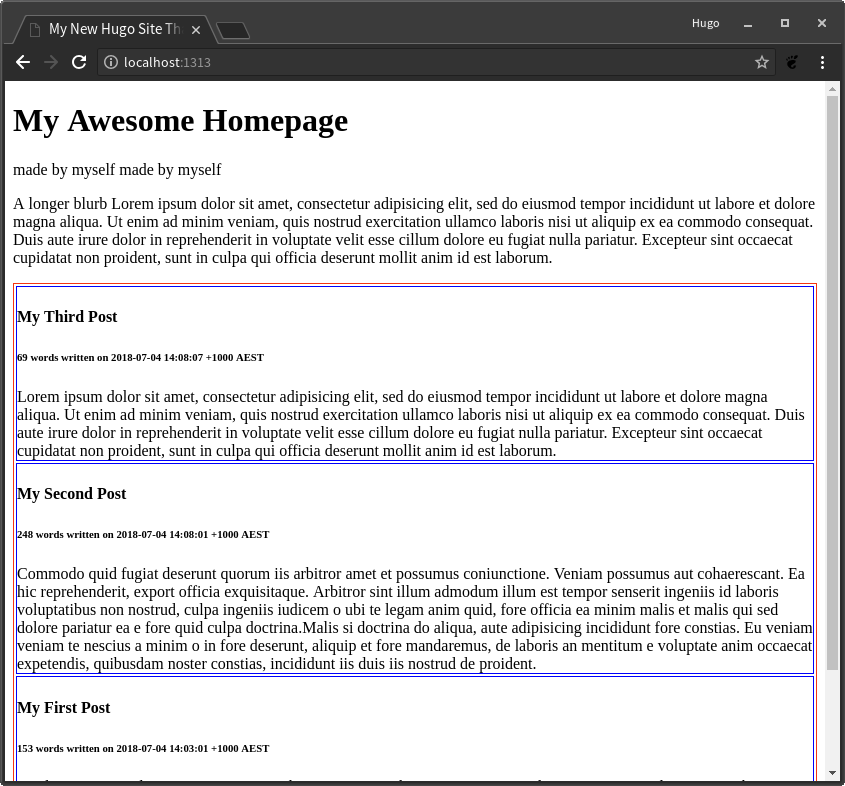 My New Hugo Site Th
Hugo
localhost:1313
My Awesome Homepage
made by myself made by myself
A longer blurb Lorem ipsum dolor sit amet, consectetur adipisicing elit, sed do eiusmod tempor incididunt ut labore et dolore
magna aliqua. Ut enim ad minim veniam, quis nostrud exercitation ullamco laboris nisi ut aliquip ex ea commodo consequat.
Duis aute irure dolor in reprehenderit in voluptate velit esse cillum dolore eu fugiat nulla pariatur. Excepteur sint occaecat
cupidatat non proident, sunt in culpa qui officia deserunt mollit anim id est laborum.
My Third Post
69 words written on 2018-07-04 14:08:07 +1000 AEST
Lorem ipsum dolor sit amet, consectetur adipisicing elit, sed do eiusmod tempor incididunt ut labore et dolore magna
aliqua. Ut enim ad minim veniam, quis nostrud exercitation ullamco laboris nisi ut aliquip ex ea commodo consequat. Duis
aute irure dolor in reprehenderit in voluptate velit esse cillum dolore eu fugiat nulla pariatur. Excepteur sint occaecat
cupidatat non proident, sunt in culpa qui officia deserunt mollit anim id est laborum.
My Second Post
248 words written on 2018-07-04 14:08:01 +1000 AEST
Commodo quid fugiat deserunt quorum iis arbitror amet et possumus coniunctione. Veniam possumus aut cohaerescant. Ea
hic reprehenderit, export officia exquisitaque. Arbitror sint illum admodum illum est tempor senserit ingeniis id laboris
voluptatibus non nostrud, culpa ingeniis iudicem o ubi te legam anim quid, fore officia ea minim malis et malis qui sed
dolore pariatur ea e fore quid culpa doctrina.Malis si doctrina do aliqua, aute adipisicing incididunt fore constias. Eu veniam
veniam te nescius a minim o in fore deserunt, aliquip et fore mandaremus, de laboris an mentitum e voluptate anim occaecat
expetendis, quibusdam noster constias, incididunt iis duis iis nostrud de proident.
My First Post
153 words written on 2018-07-04 14:03:01 +1000 AEST